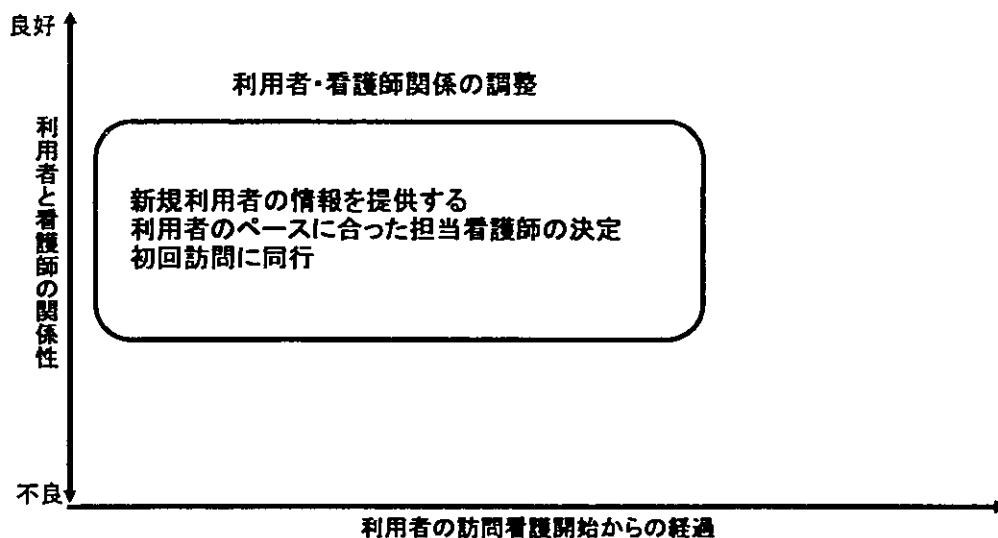 良好
利用者・看護師関係の調整
利用者と看護師の関係性
新規利用者の情報を提供する
利用者のペースに合った担当看護師の決定
初回訪問に同行
不良
利用者の訪問看護開始からの経過